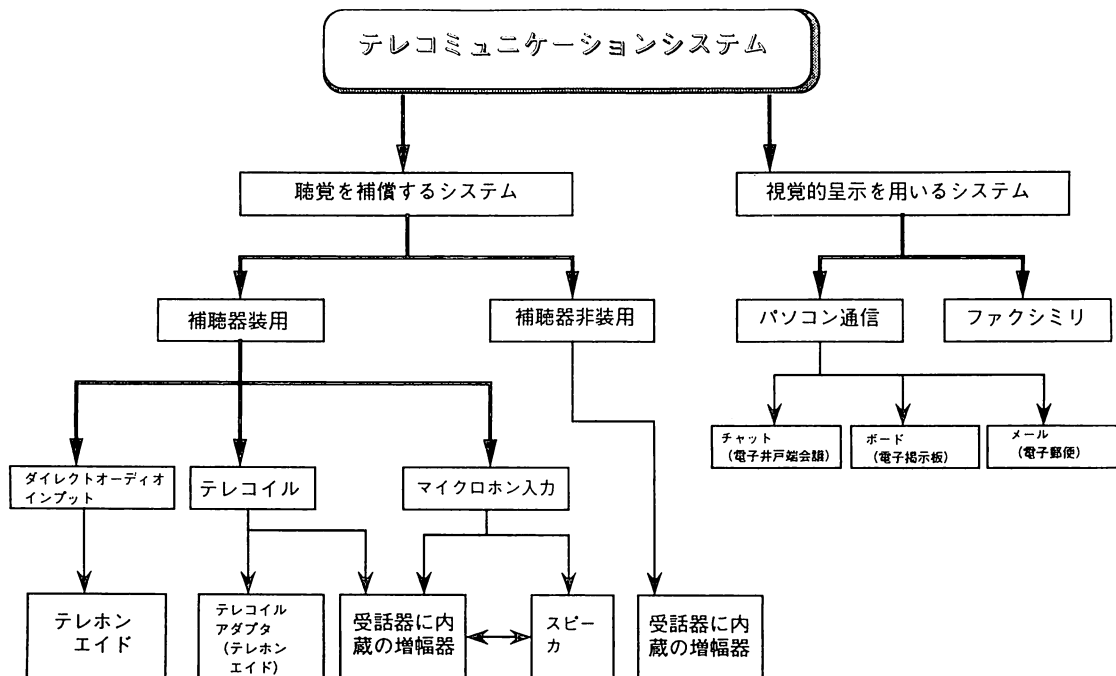 テレコミュニケーションシステム
聴覚を補償するシステム
視覚的呈示を用いるシステム
補聴器装用
補聴器非装用
パソコン通信
ファクシミリ
チャット
(電子井戸端会議)
ボード
(電子掲示板)
メール
(電子郵便)
ダイレクトオーディオ
インプット
テレコイル
マイクロホン入力
テレホン
エイド
テレコイル
アダプタ
(テレホン
エイド)
受話器に内
蔵の増幅器
スピー
カ
受話器に内
蔵の増幅器